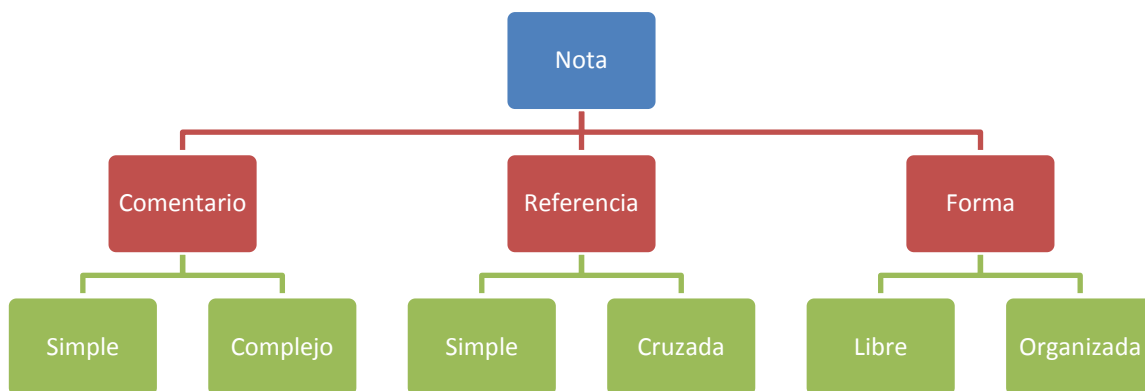 Nota
Comentario
Referencia
Forma
Simple
Complejo
Simple
Cruzada
Libre
Organizada